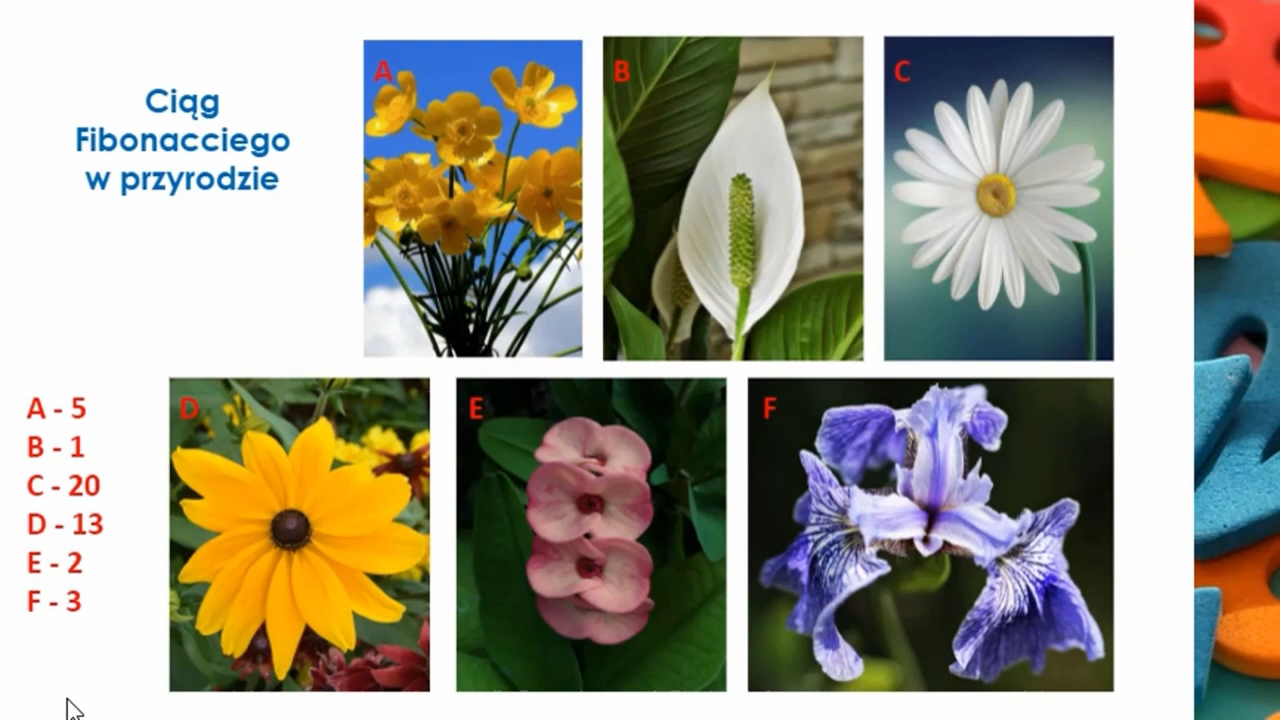 Ciąg
Fibonacciego
w przyrodzie
A
B
C
A - 5
B - 1
C - 20
D - 13
E - 2
F - 3
D
E
F